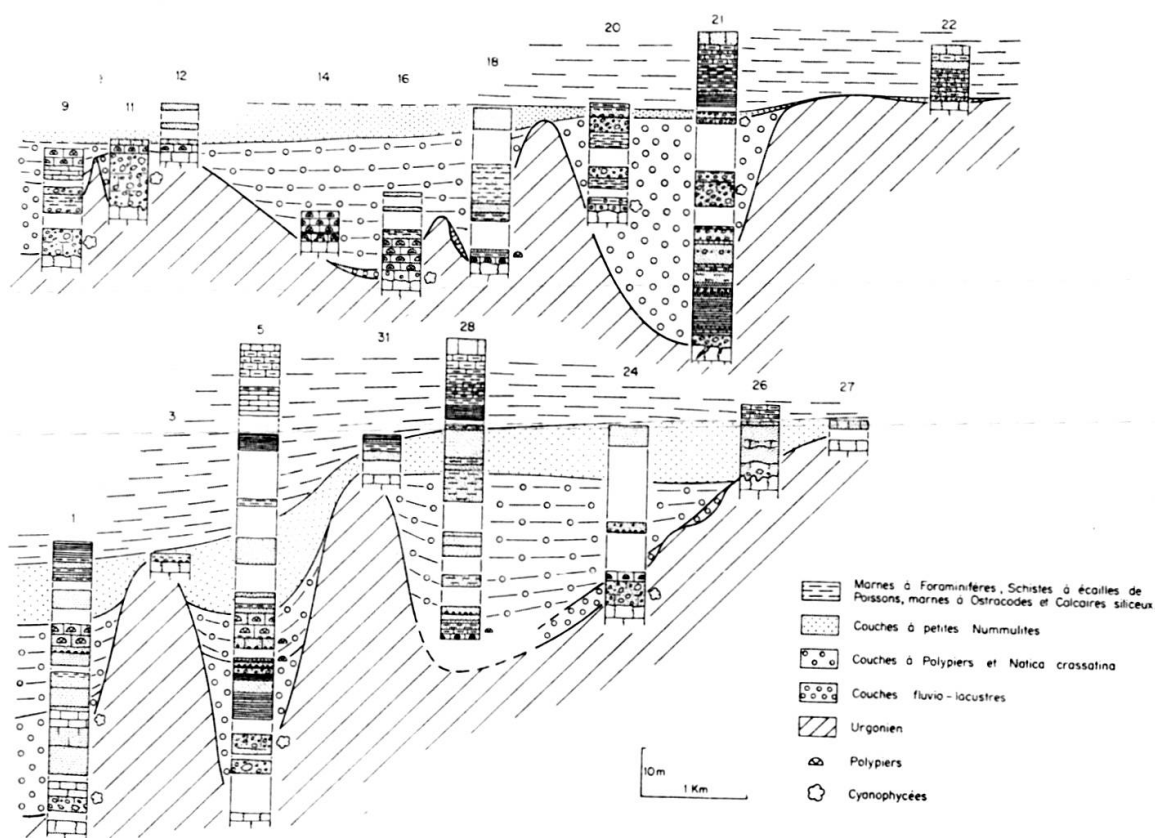 9
11
12
14
16
18
20
21
22
1
3
5
31
28
24
26
27
Marnes à Foraminifères, Schistes à écailles de
Poissons, marnes à Ostracodes et Calcaires siliceux
Couches à petites Nummulites
Couches à Polypiers et Natica crassatina
Couches fluvio-lacustres
Urgonien
Polypiers
Cyanophycées
10m
1 Km